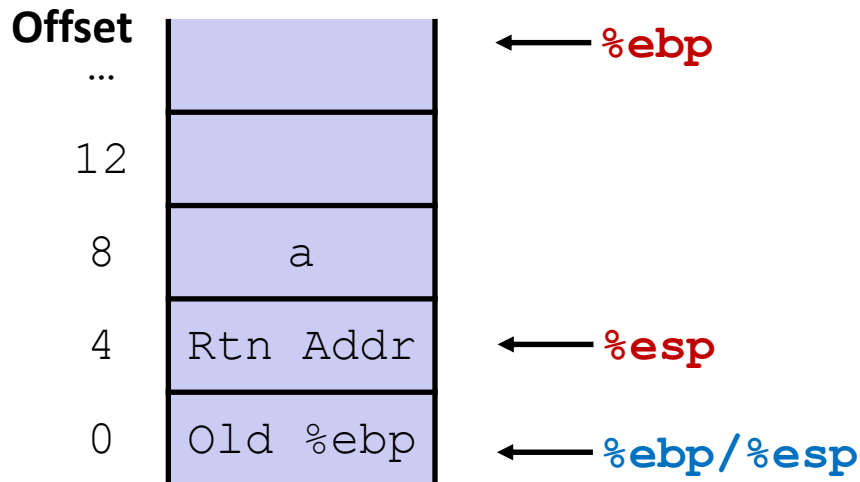 Offset
%ebp
…
12
8 a
4 Rtn Addr %esp
0 Old %ebp %ebp/%esp